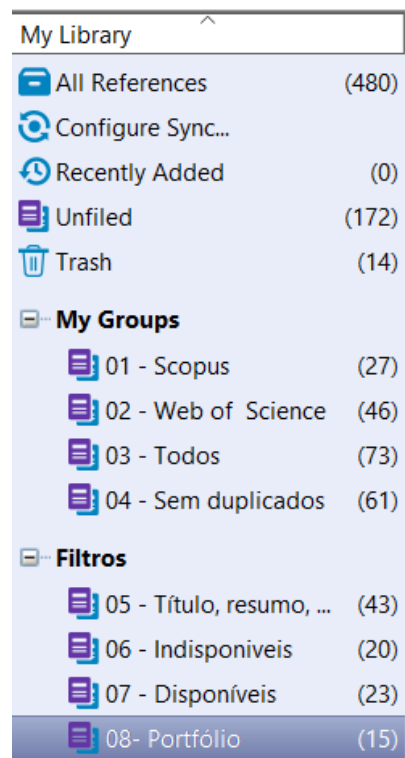 My Library
All References (480)
Configure Sync...
Recently Added (0)
Unfiled (172)
Trash (14)
My Groups
01 - Scopus (27)
02 - Web of Science (46)
03 - Todos (73)
04 - Sem duplicados (61)
Filtros
05 - Título, resumo, ... (43)
06 - Indisponiveis (20)
07 - Disponíveis (23)
08- Portfólio (15)